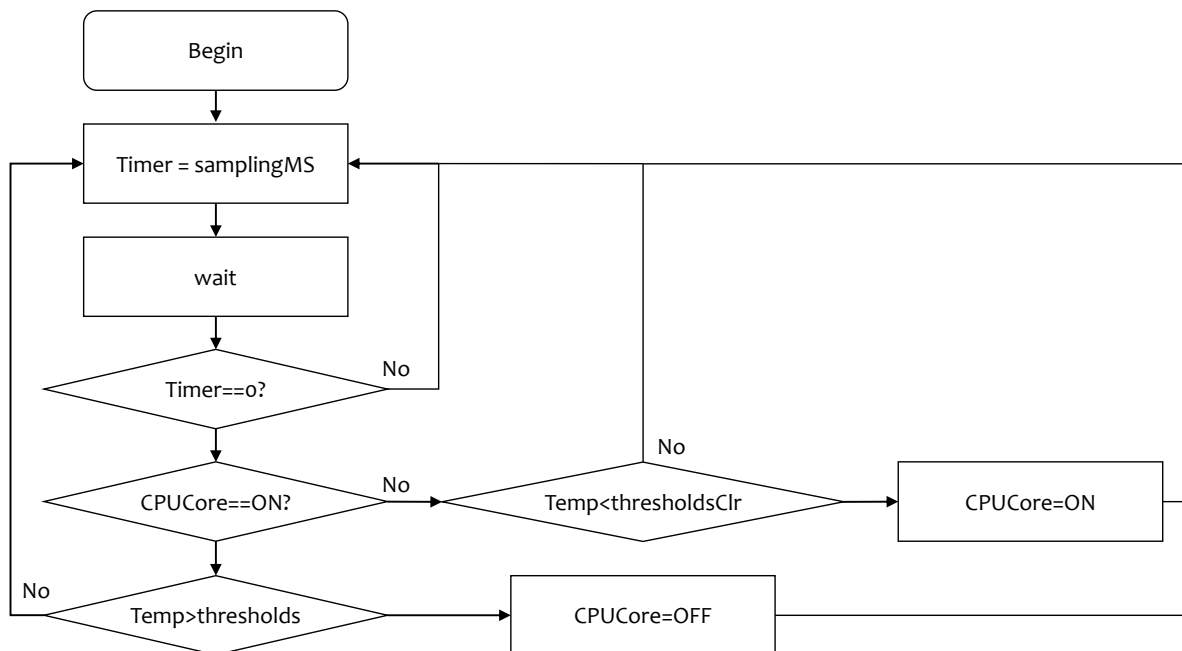 Begin
Timer = samplingMS
wait
No
Timer==0?
No
CPUCore==ON?
No
Temp<thresholdsClr
CPUCore=ON
No
Temp>thresholds
CPUCore=OFF